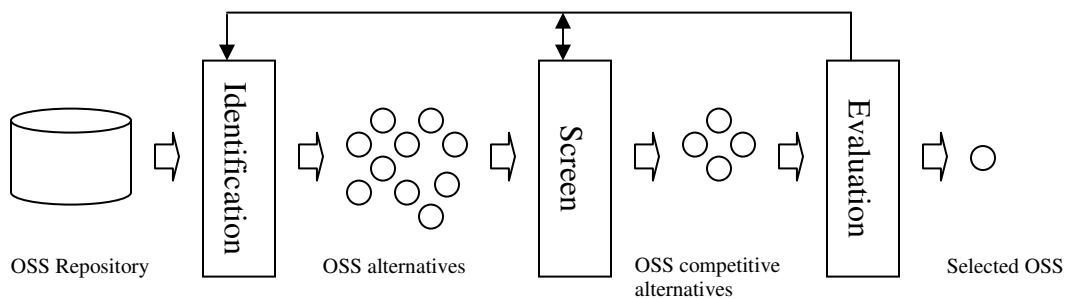 Identification
Screen
Evaluation
OSS Repository
OSS alternatives
OSS competitive
alternatives
Selected OSS